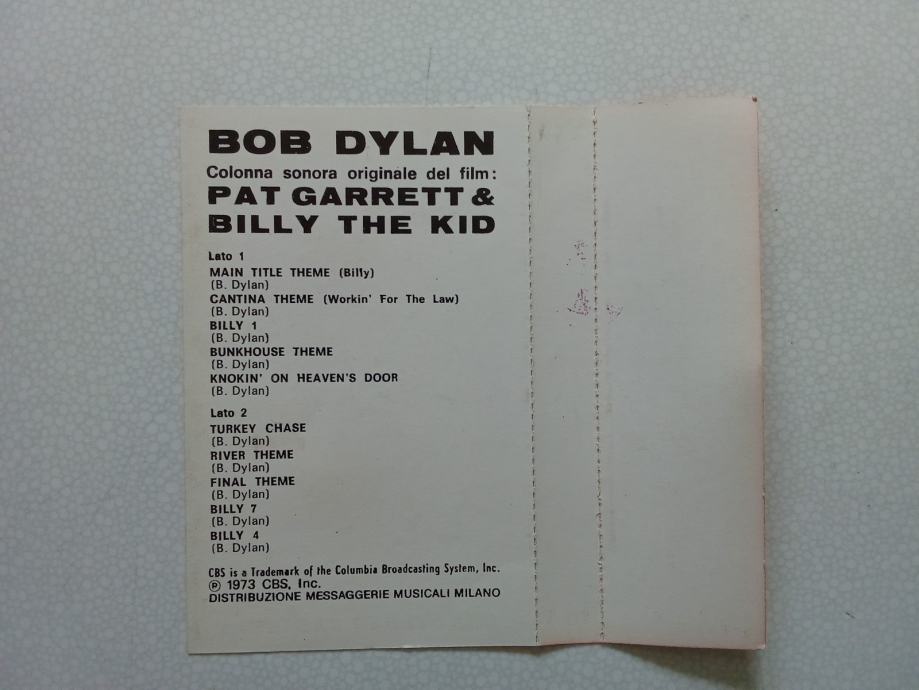 BOB DYLAN
Colonna sonora originale del film:
PAT GARRETT &
BILLY THE KID
Lato 1
MAIN TITLE THEME (Billy)
(B. Dylan)
CANTINA THEME (Workin' For The Law)
(B. Dylan)
BILLY 1
(B. Dylan)
BUNKHOUSE THEME
(B. Dylan)
KNOKIN' ON HEAVEN'S DOOR
(B. Dylan)
Lato 2
TURKEY CHASE
(B. Dylan)
RIVER THEME
(B. Dylan)
FINAL THEME
(B. Dylan)
BILLY 7
(B. Dylan)
BILLY 4
(B. Dylan)
CBS is a Trademark of the Columbia Broadcasting System, Inc.
℗ 1973 CBS, Inc.
DISTRIBUZIONE MESSAGGERIE MUSICALI MILANO